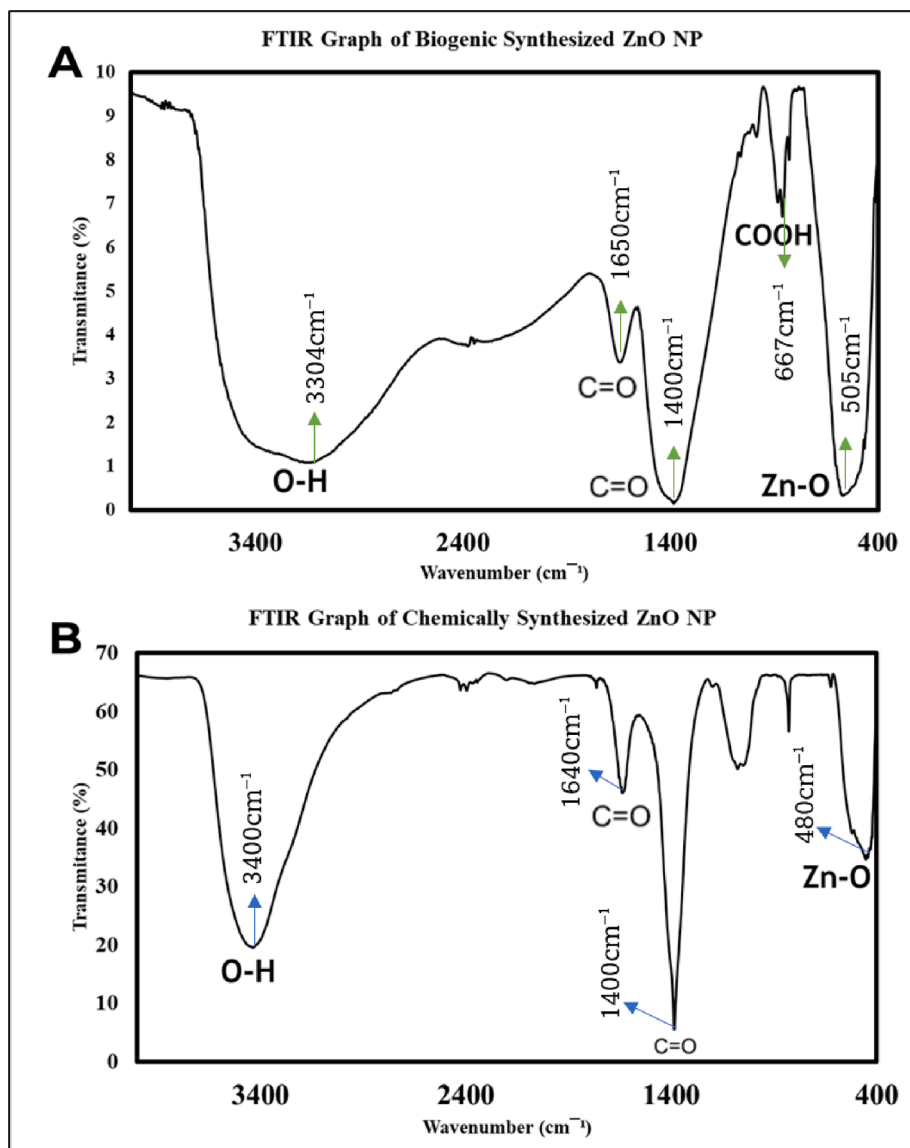 FTIR Graph of Biogenic Synthesized ZnO NP
A
10
9
8
7
6
5
4
3
2
1
0
Transmitance (%)
3304cm⁻¹
O-H
1650cm⁻¹
C=O
1400cm⁻¹
C=O
COOH
667cm⁻¹
505cm⁻¹
Zn-O
3400 2400 1400 400
Wavenumber (cm⁻¹)
FTIR Graph of Chemically Synthesized ZnO NP
B
70
60
50
40
30
20
10
0
Transmitance (%)
3400cm⁻¹
O-H
1640cm⁻¹
C=O
1400cm⁻¹
C=O
480cm⁻¹
Zn-O
3400 2400 1400 400
Wavenumber (cm⁻¹)